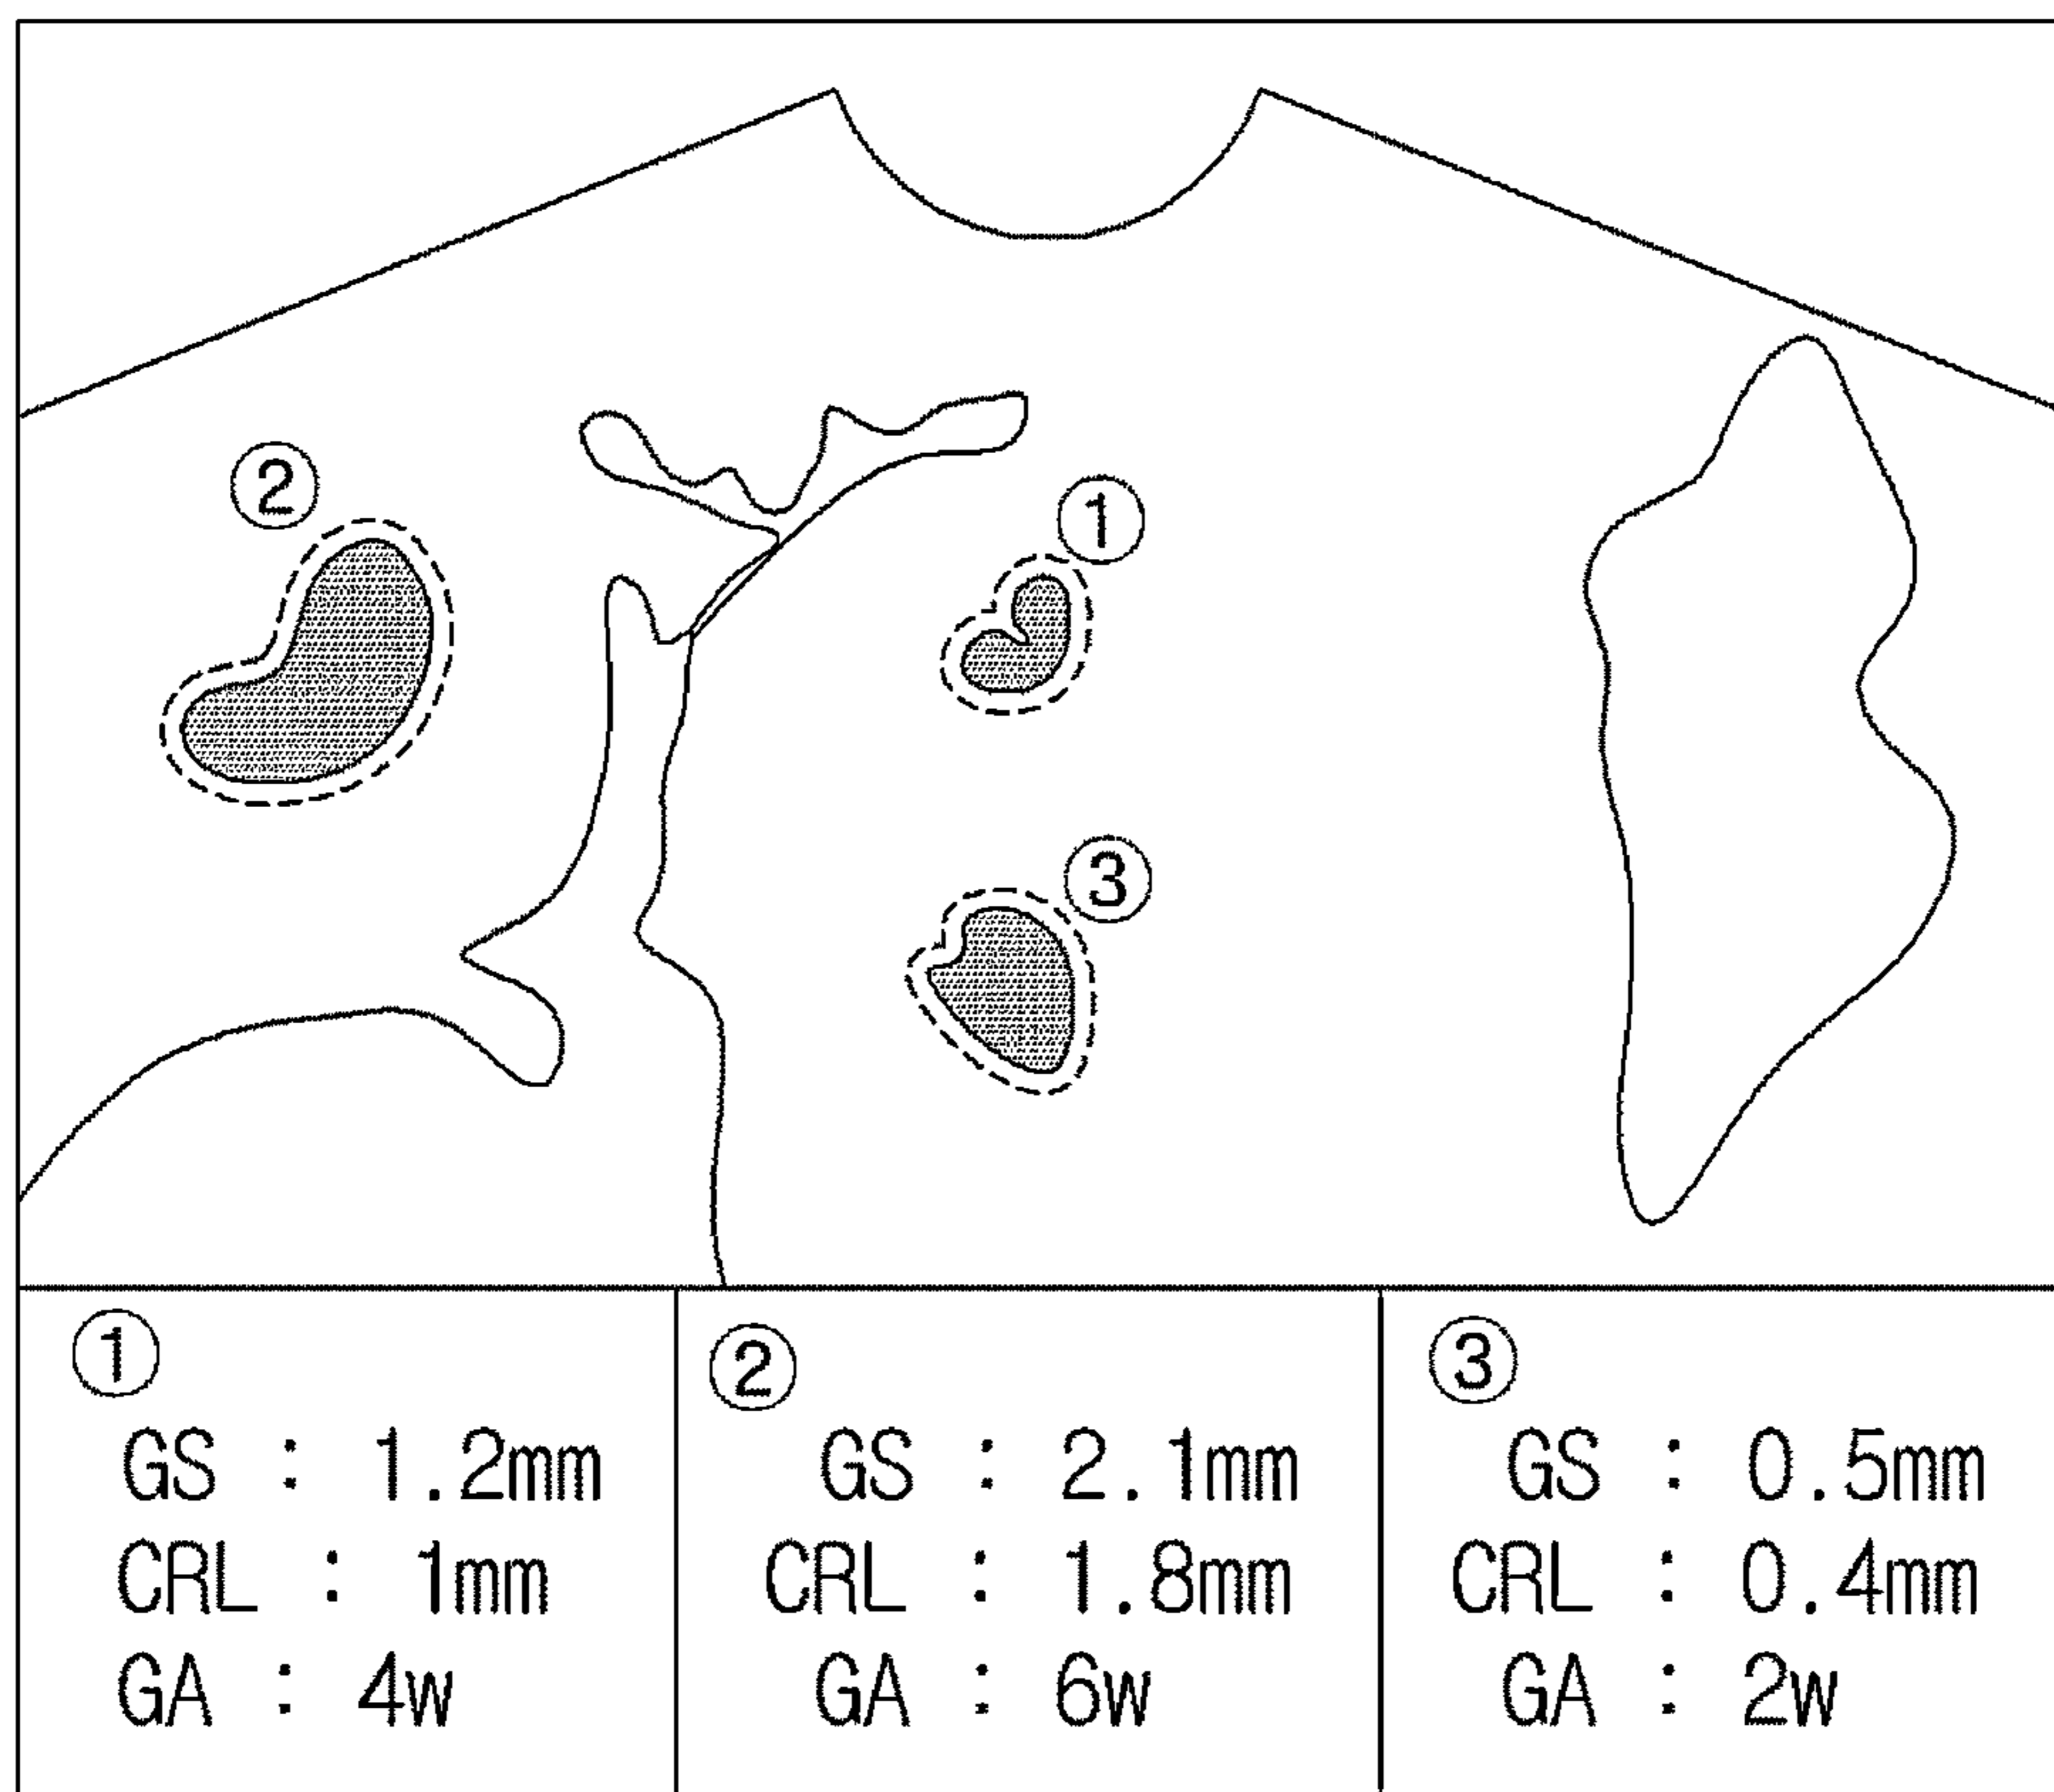 ②
①
③
①
GS : 1.2mm
CRL : 1mm
GA : 4w
②
GS : 2.1mm
CRL : 1.8mm
GA : 6w
③
GS : 0.5mm
CRL : 0.4mm
GA : 2w